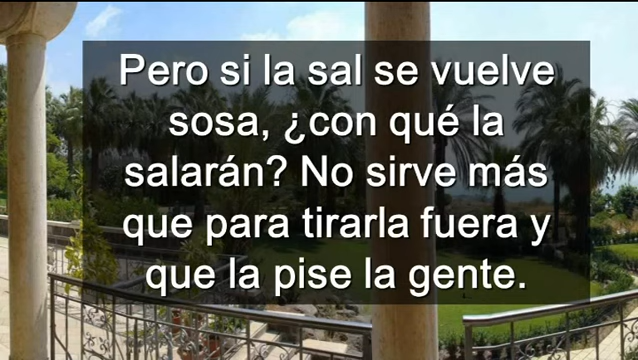 Pero si la sal se vuelve
sosa, ¿con qué la
salarán? No sirve más
que para tirarla fuera y
que la pise la gente.